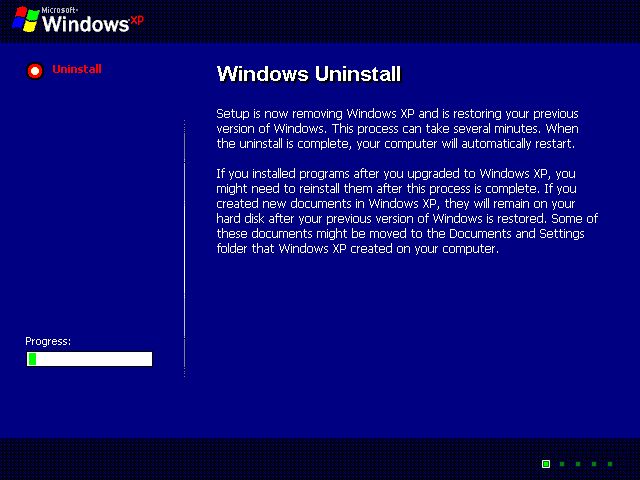 Microsoft®
Windows xp
Uninstall
Windows Uninstall
Setup is now removing Windows XP and is restoring your previous
version of Windows. This process can take several minutes. When
the uninstall is complete, your computer will automatically restart.
If you installed programs after you upgraded to Windows XP, you
might need to reinstall them after this process is complete. If you
created new documents in Windows XP, they will remain on your
hard disk after your previous version of Windows is restored. Some of
these documents might be moved to the Documents and Settings
folder that Windows XP created on your computer.
Progress: